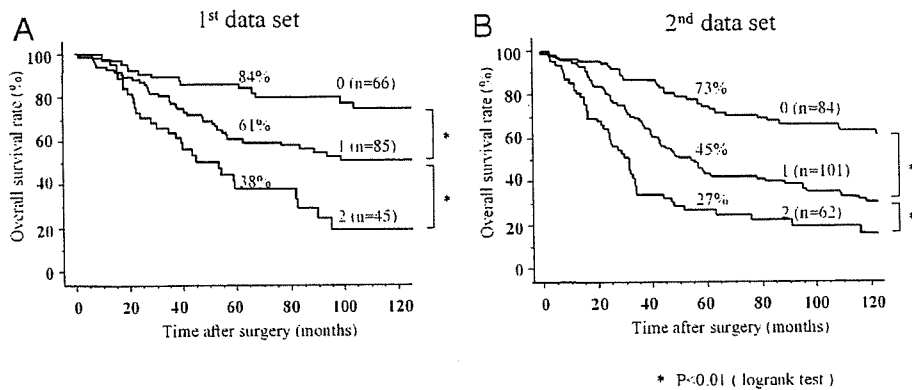 A
1st data set
Overall survival rate (%)
100
80
60
40
20
0
84%
0 (n=66)
61%
1 (n=85)
38%
2 (n=45)
*
*
0 20 40 60 80 100 120
Time after surgery (months)
B
2nd data set
Overall survival rate (%)
100
80
60
40
20
0
73%
0 (n=84)
45%
1 (n=101)
27%
2 (n=62)
*
*
0 20 40 60 80 100 120
Time after surgery (months)
* P<0.01 ( logrank test )